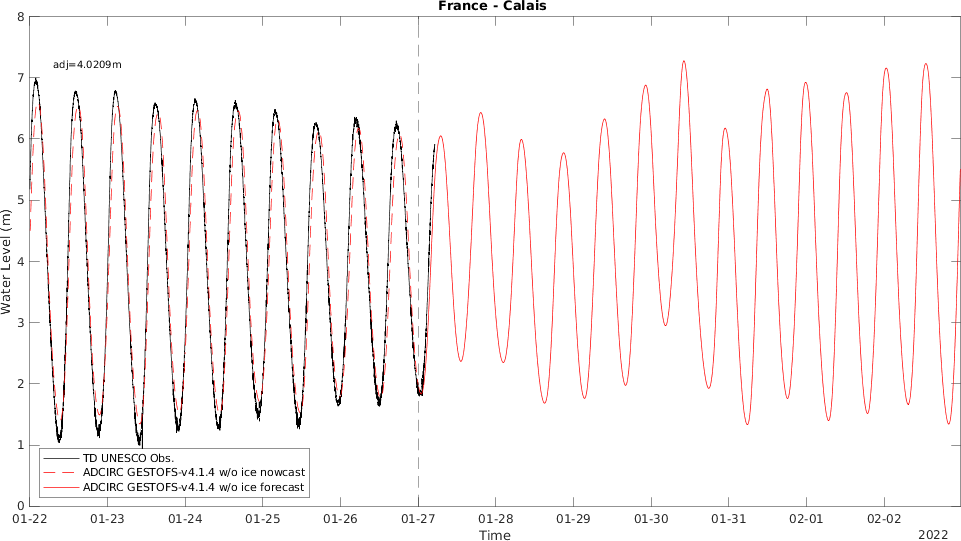 France - Calais
adj=4.0209m
Water Level (m)
8
7
6
5
4
3
2
1
0
TD UNESCO Obs.
ADCIRC GESTOFS-v4.1.4 w/o ice nowcast
ADCIRC GESTOFS-v4.1.4 w/o ice forecast
01-22 01-23 01-24 01-25 01-26 01-27 01-28 01-29 01-30 01-31 02-01 02-02
Time
2022